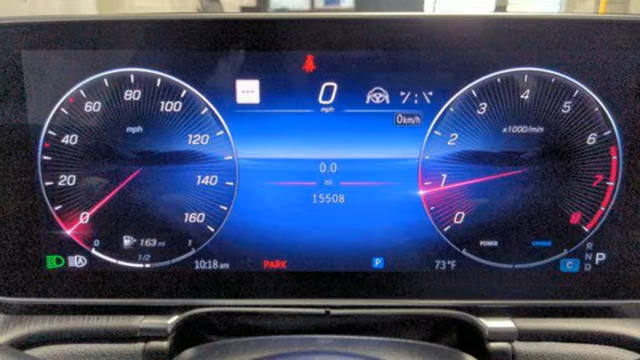 0
mph
0km/h
0 20 40 60 80 100 120 140 160
mph
0 1/2 1
163 mi
0.0
mi
15508
0 1 2 3 4 5 6 7 8
x1000/min
POWER CHARGE
10:18 am
PARK
P
73 °F
C
R
N
D
P
A